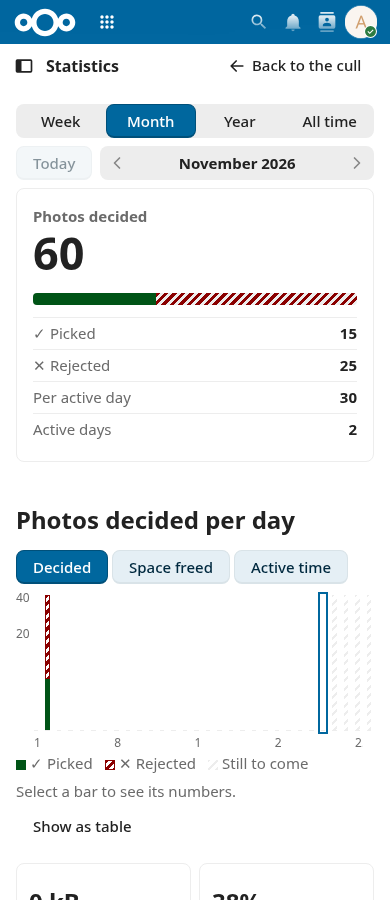 A
Statistics
Back to the cull
Week Month Year All time
Today November 2026
Photos decided
60
✓ Picked 15
✕ Rejected 25
Per active day 30
Active days 2
Photos decided per day
Decided Space freed Active time
40
20
1 8 1 2 2
✓ Picked ✕ Rejected Still to come
Select a bar to see its numbers.
Show as table
0 kB 38%